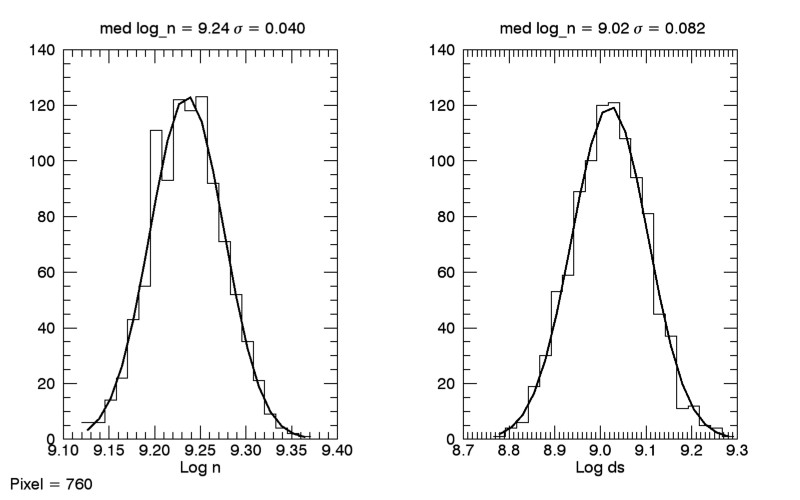 med log_n = 9.24 σ = 0.040
140
120
100
80
60
40
20
0
9.10 9.15 9.20 9.25 9.30 9.35 9.40
Log n
med log_n = 9.02 σ = 0.082
140
120
100
80
60
40
20
0
8.7 8.8 8.9 9.0 9.1 9.2 9.3
Log ds
Pixel = 760